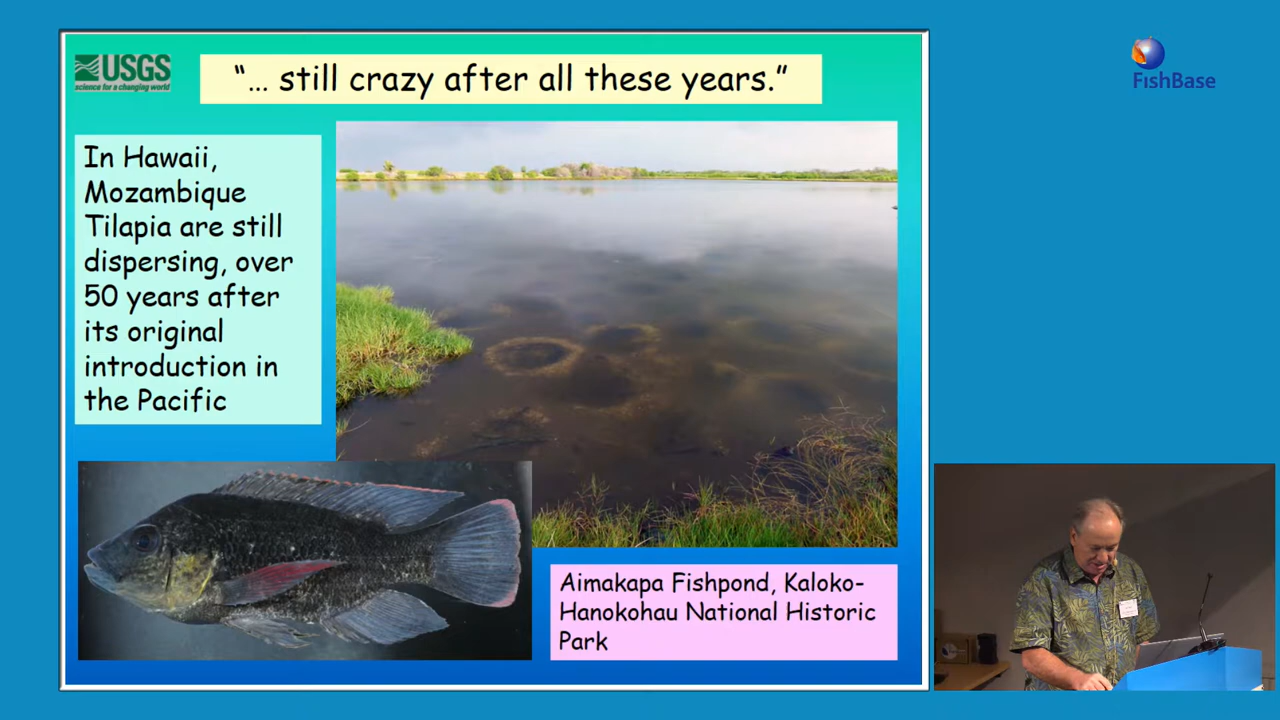 USGS
science for a changing world
"... still crazy after all these years."
FishBase
In Hawaii,
Mozambique
Tilapia are still
dispersing, over
50 years after
its original
introduction in
the Pacific
Aimakapa Fishpond, Kaloko-
Hanokohau National Historic
Park